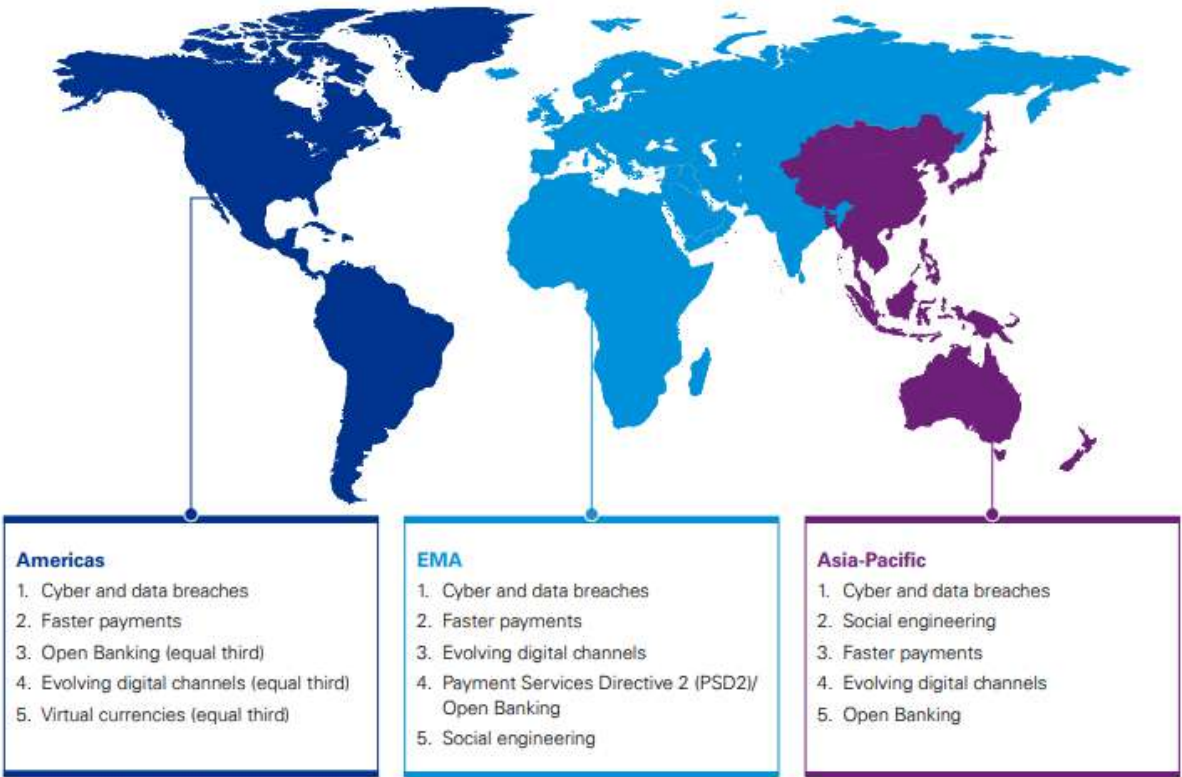 Americas
1. Cyber and data breaches
2. Faster payments
3. Open Banking (equal third)
4. Evolving digital channels (equal third)
5. Virtual currencies (equal third)
EMA
1. Cyber and data breaches
2. Faster payments
3. Evolving digital channels
4. Payment Services Directive 2 (PSD2)/
Open Banking
5. Social engineering
Asia-Pacific
1. Cyber and data breaches
2. Social engineering
3. Faster payments
4. Evolving digital channels
5. Open Banking